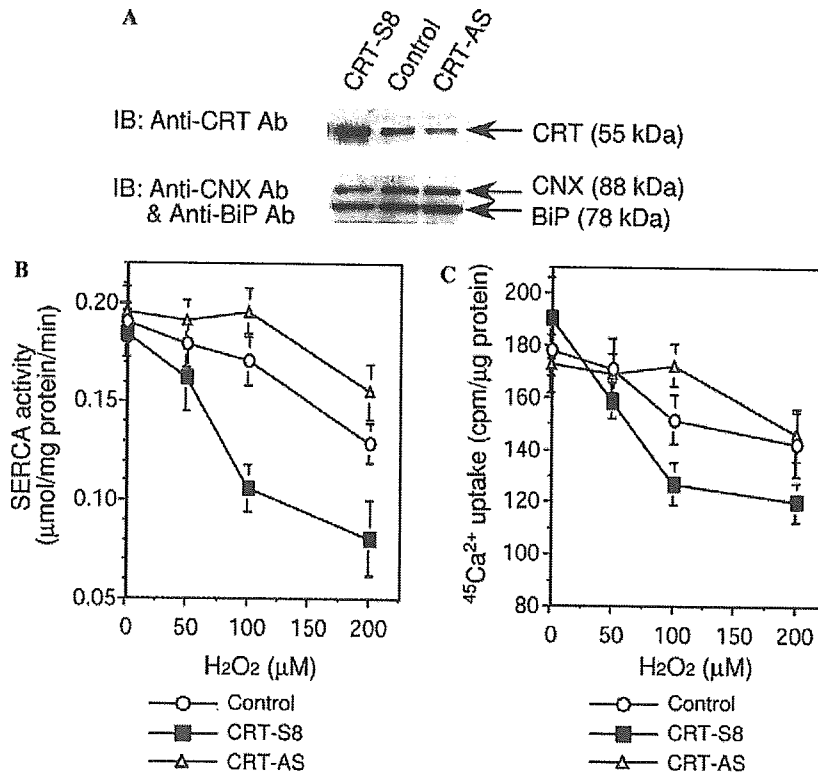 A
CRT-S8
Control
CRT-AS
IB: Anti-CRT Ab
CRT (55 kDa)
IB: Anti-CNX Ab
& Anti-BiP Ab
CNX (88 kDa)
BiP (78 kDa)
B
SERCA activity
(µmol/mg protein/min)
0.20
0.15
0.10
0.05
0
50
100
150
200
H2O2 (µM)
Control
CRT-S8
CRT-AS
C
45Ca2+ uptake (cpm/µg protein)
200
180
160
140
120
100
80
0
50
100
150
200
H2O2 (µM)
Control
CRT-S8
CRT-AS